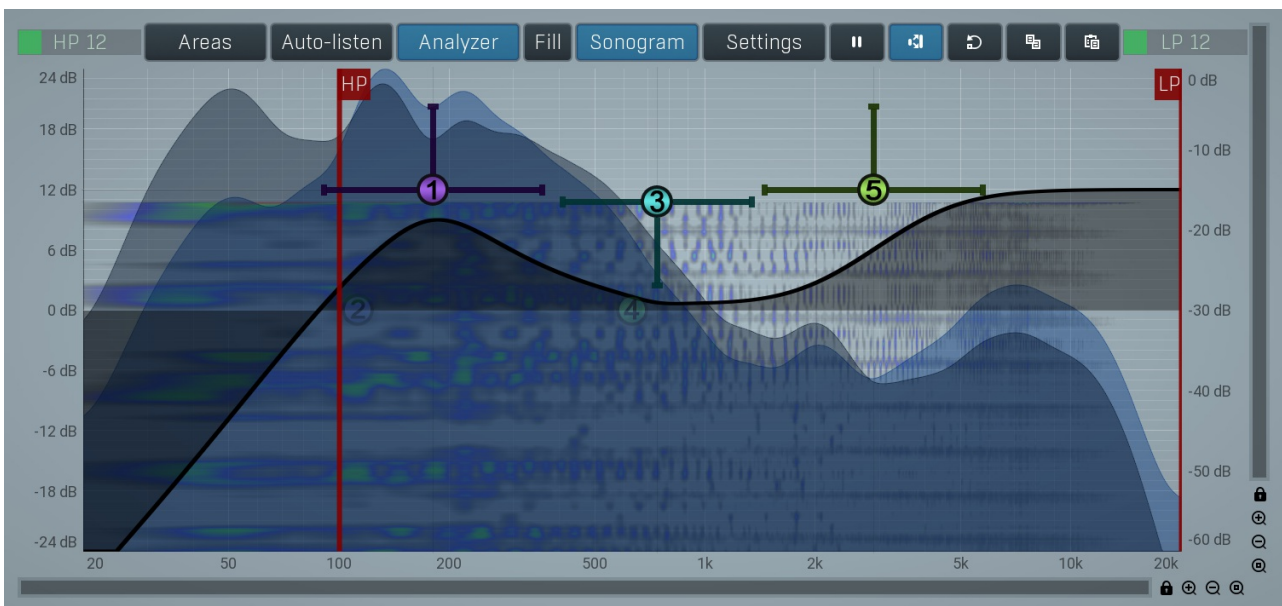 HP 12 Areas Auto-listen Analyzer Fill Sonogram Settings LP 12
24 dB HP LP 0 dB
18 dB
-10 dB
12 dB 1 3 5
-20 dB
6 dB
0 dB 2 4 -30 dB
-6 dB
-40 dB
-12 dB
-50 dB
-18 dB
-24 dB -60 dB
20 50 100 200 500 1k 2k 5k 10k 20k